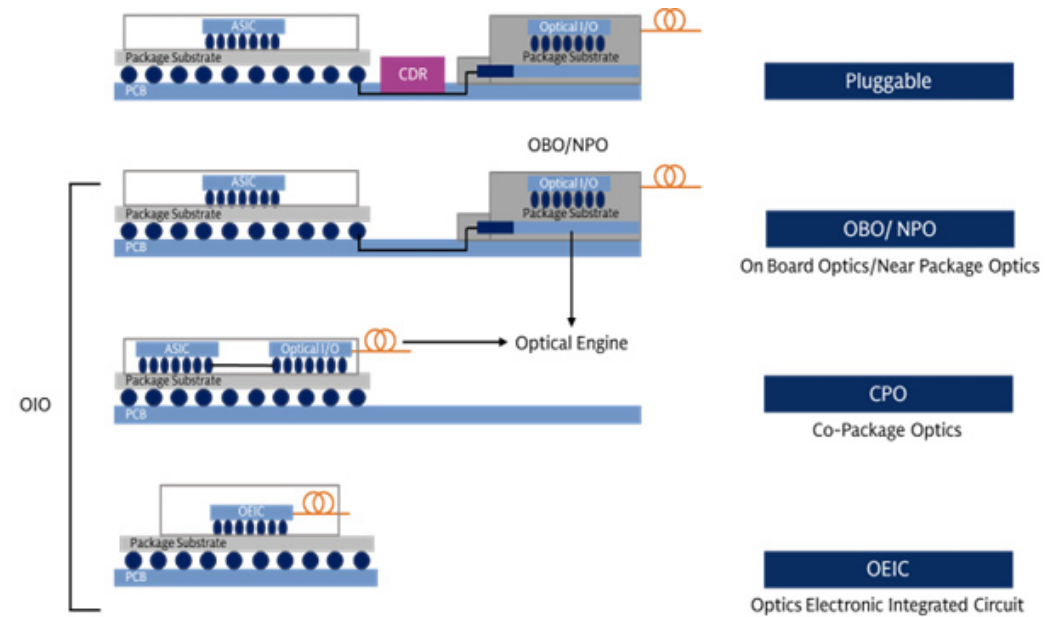 ASIC
Package Substrate
PCB
CDR
Optical I/O
Package Substrate
Pluggable
OBO/NPO
ASIC
Package Substrate
PCB
Optical I/O
Package Substrate
OBO/ NPO
On Board Optics/Near Package Optics
Optical Engine
OIO
ASIC
Optical I/O
Package Substrate
PCB
CPO
Co-Package Optics
OEIC
Package Substrate
PCB
OEIC
Optics Electronic Integrated Circuit